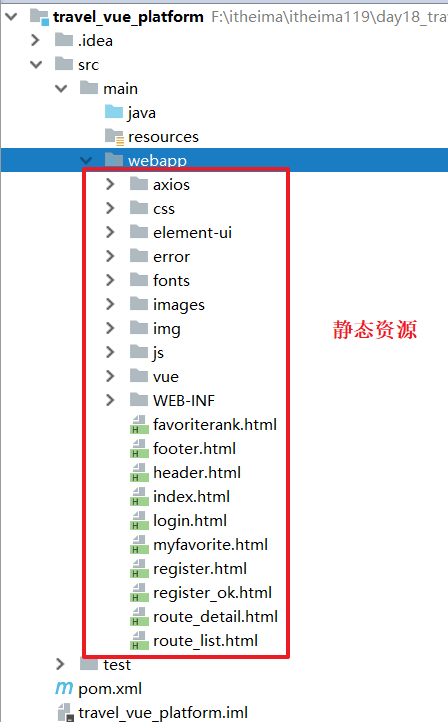 travel_vue_platform F:\itheima\itheima119\day18_tra
.idea
src
main
java
resources
webapp
axios
css
element-ui
error
fonts
images
img
静态资源
js
vue
WEB-INF
favoriterank.html
footer.html
header.html
index.html
login.html
myfavorite.html
register.html
register_ok.html
route_detail.html
route_list.html
test
pom.xml
travel_vue_platform.iml